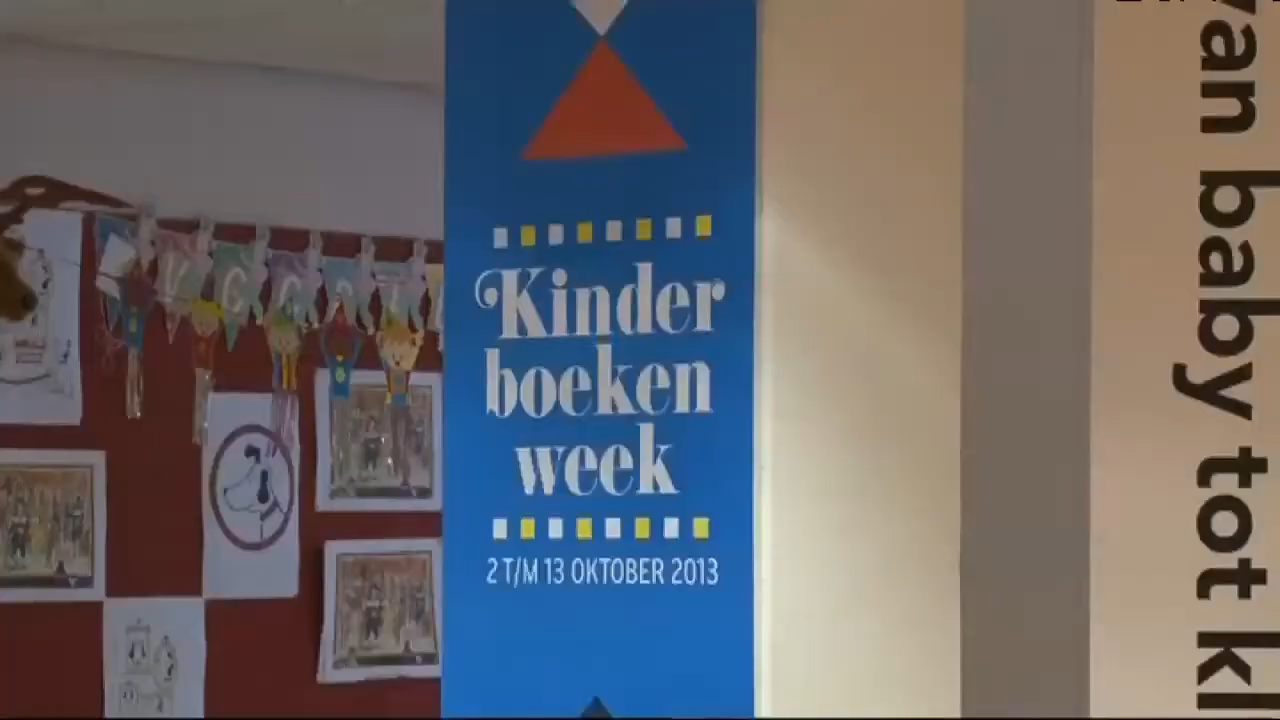 Kinder
boeken
week
2 T/M 13 OKTOBER 2013
van baby tot kl